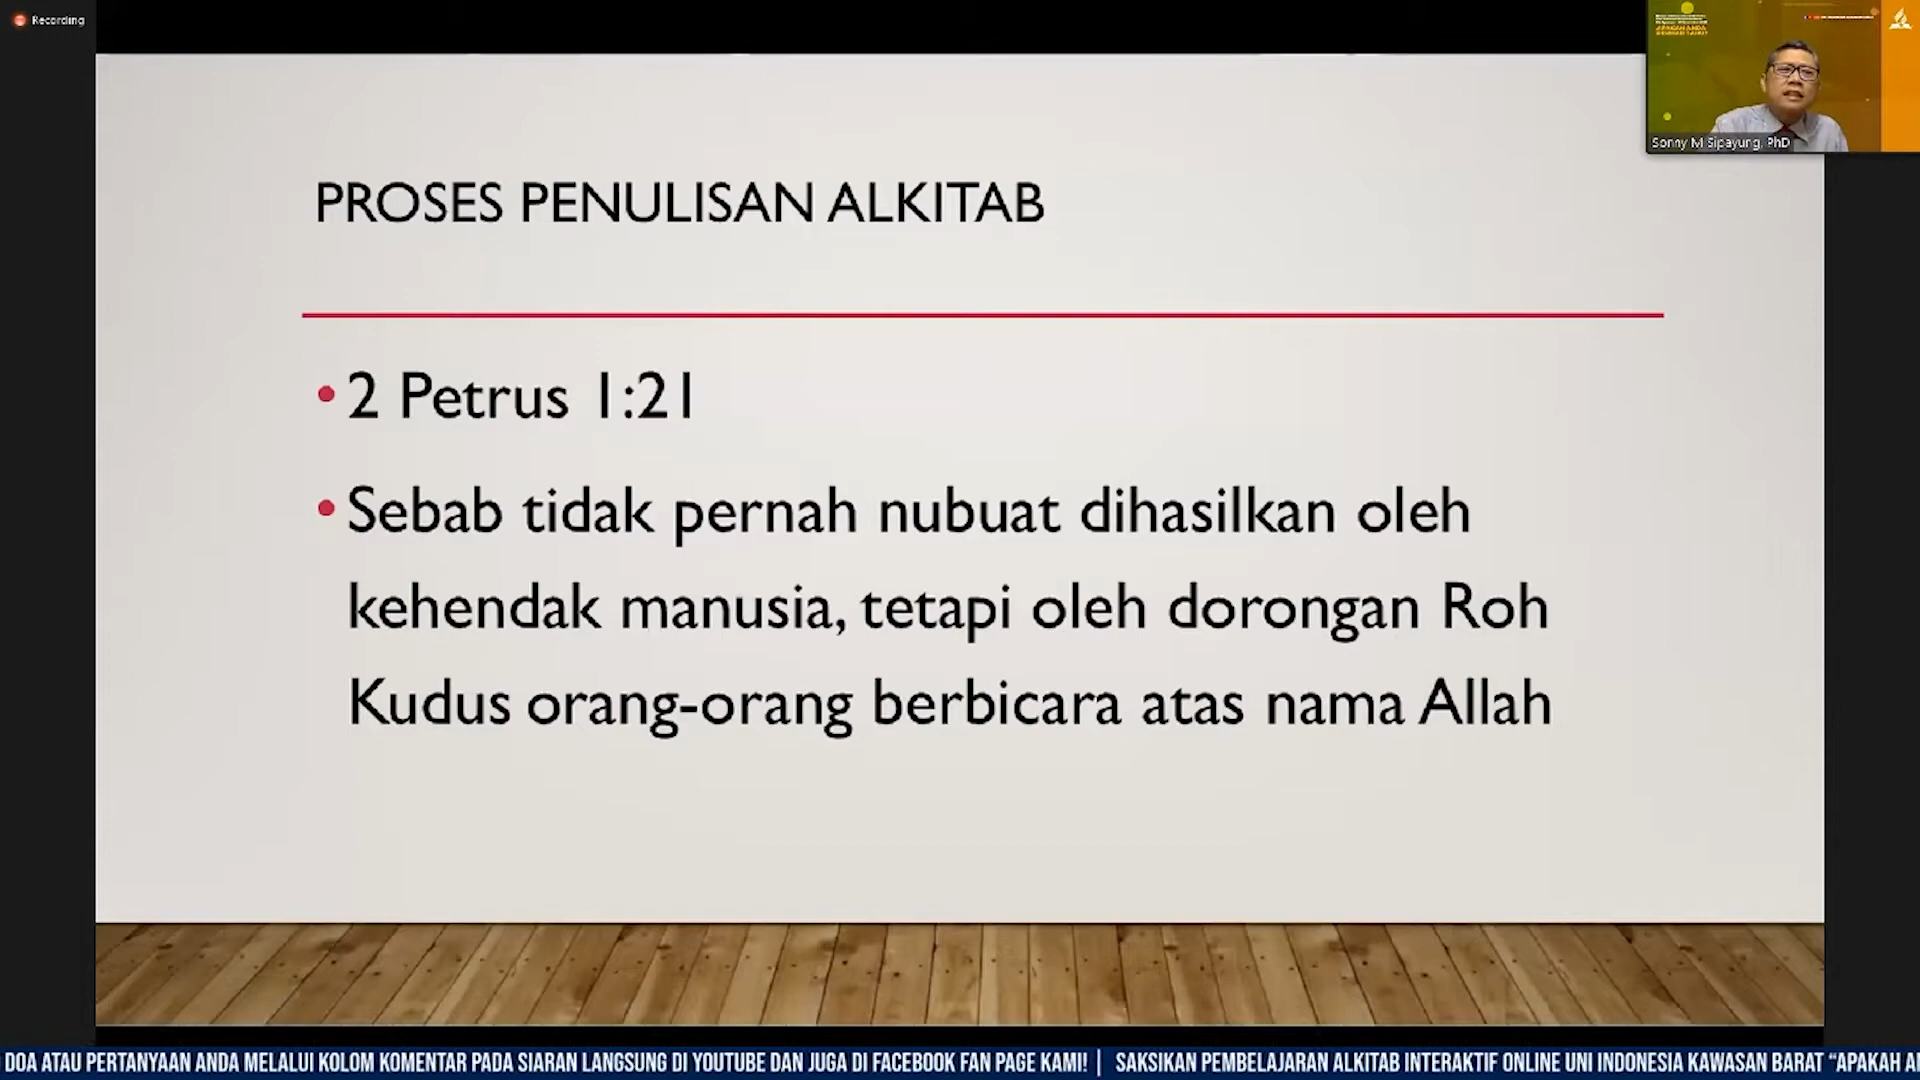 Recording
Sonny M Sipayung, PhD
PROSES PENULISAN ALKITAB
• 2 Petrus 1:21
• Sebab tidak pernah nubuat dihasilkan oleh
kehendak manusia, tetapi oleh dorongan Roh
Kudus orang-orang berbicara atas nama Allah
DOA ATAU PERTANYAAN ANDA MELALUI KOLOM KOMENTAR PADA SIARAN LANGSUNG DI YOUTUBE DAN JUGA DI FACEBOOK FAN PAGE KAMI! | SAKSIKAN PEMBELAJARAN ALKITAB INTERAKTIF ONLINE UNI INDONESIA KAWASAN BARAT “APAKAH